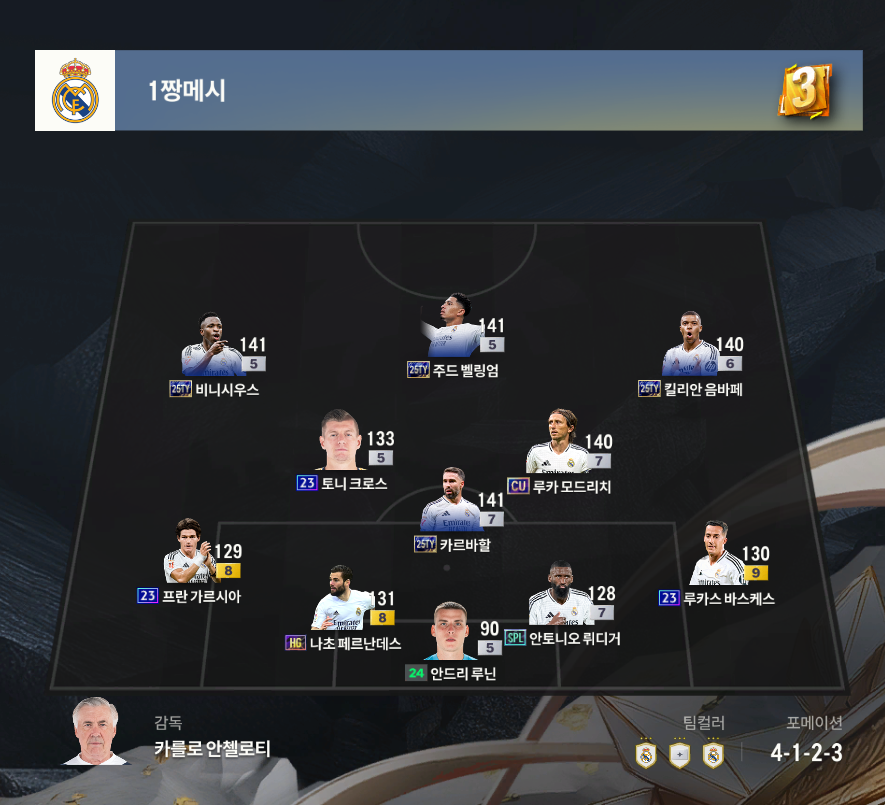 1짱메시
3
141
5
25TY 비니시우스
141
5
25TY 주드 벨링엄
140
6
25TY 킬리안 음바페
133
5
23 토니 크로스
140
7
CU 루카 모드리치
141
7
25TY 카르바할
129
8
23 프란 가르시아
130
9
23 루카스 바스케스
131
8
HG 나초 페르난데스
128
7
SPL 안토니오 뤼디거
90
5
24 안드리 루닌
감독
카를로 안첼로티
팀컬러
포메이션
4-1-2-3